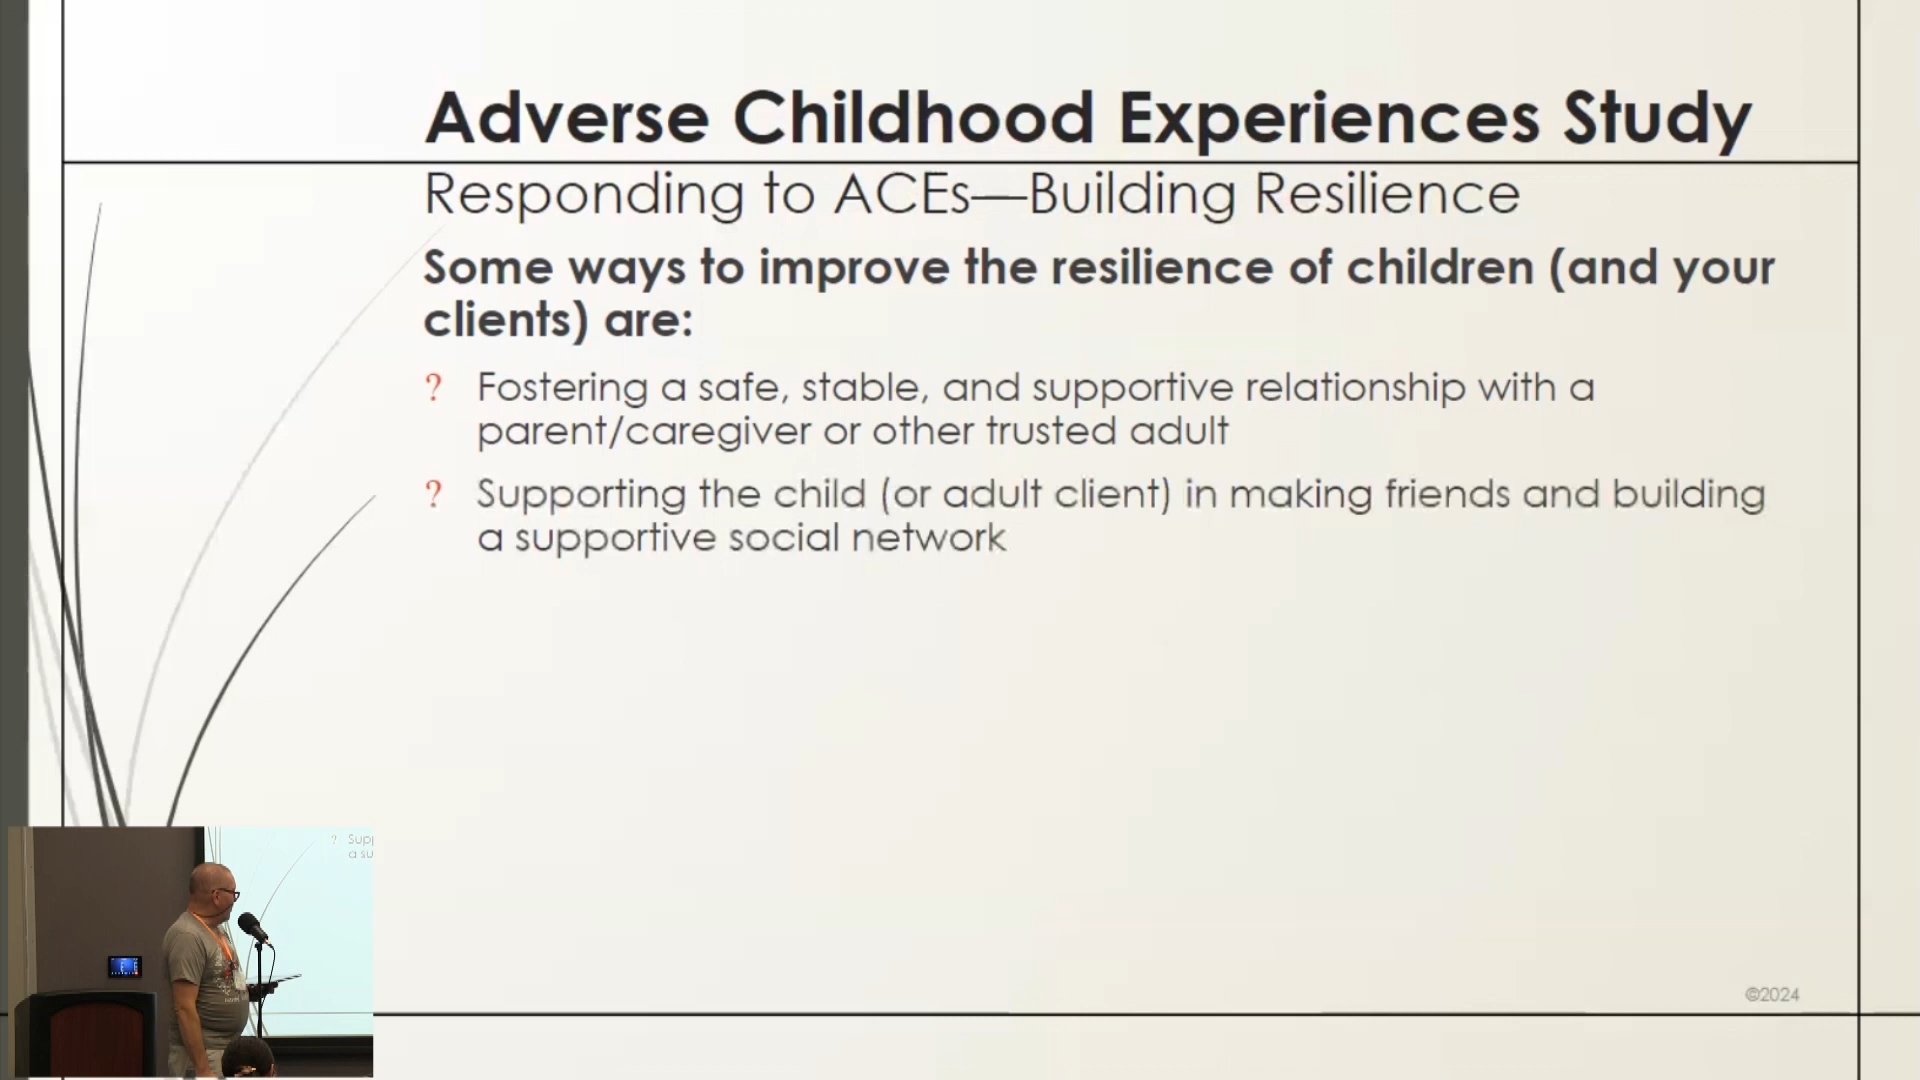 Adverse Childhood Experiences Study
Responding to ACEs—Building Resilience
Some ways to improve the resilience of children (and your
clients) are:
? Fostering a safe, stable, and supportive relationship with a
parent/caregiver or other trusted adult
? Supporting the child (or adult client) in making friends and building
a supportive social network
©2024
? Supp
a su